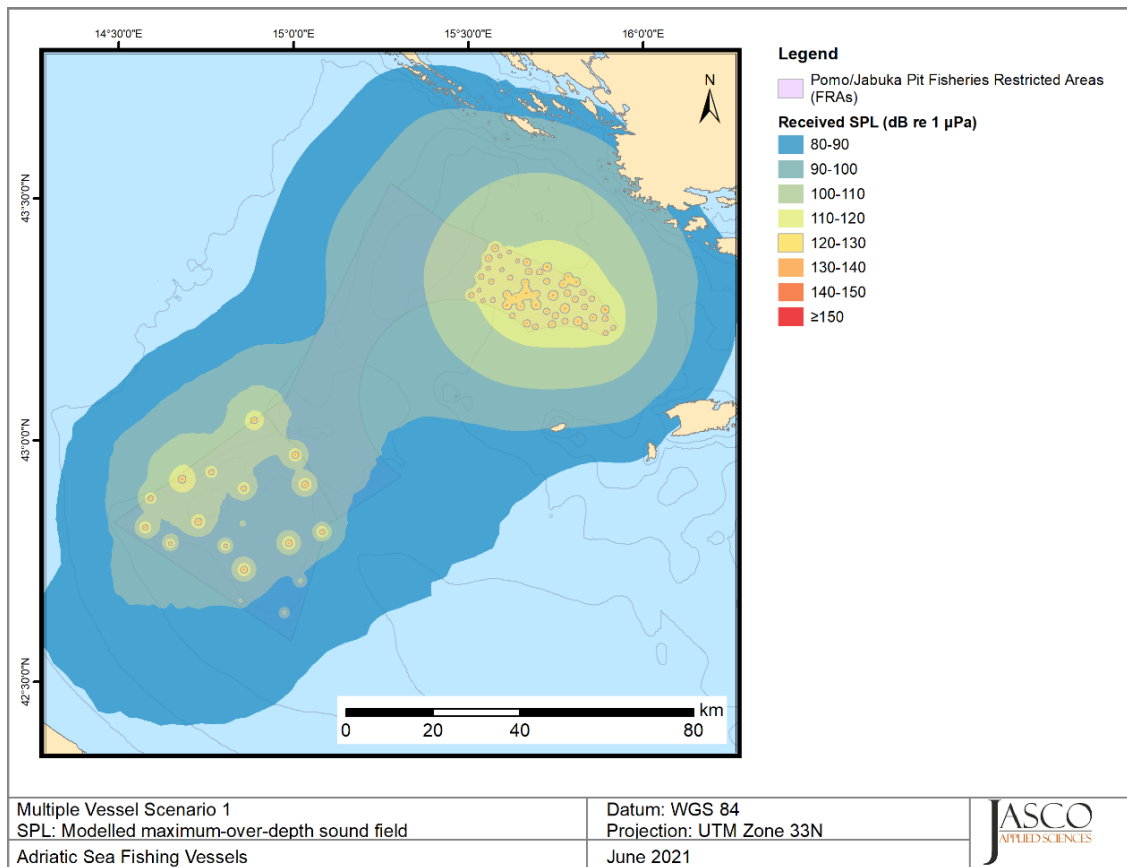 14°30'0"E 15°0'0"E 15°30'0"E 16°0'0"E
43°30'0"N
43°0'0"N
42°30'0"N
N
km
0 20 40 80
Legend
Pomo/Jabuka Pit Fisheries Restricted Areas
(FRAs)
Received SPL (dB re 1 µPa)
80-90
90-100
100-110
110-120
120-130
130-140
140-150
≥150
Multiple Vessel Scenario 1
SPL: Modelled maximum-over-depth sound field
Adriatic Sea Fishing Vessels
Datum: WGS 84
Projection: UTM Zone 33N
June 2021
JASCO
APPLIED SCIENCES